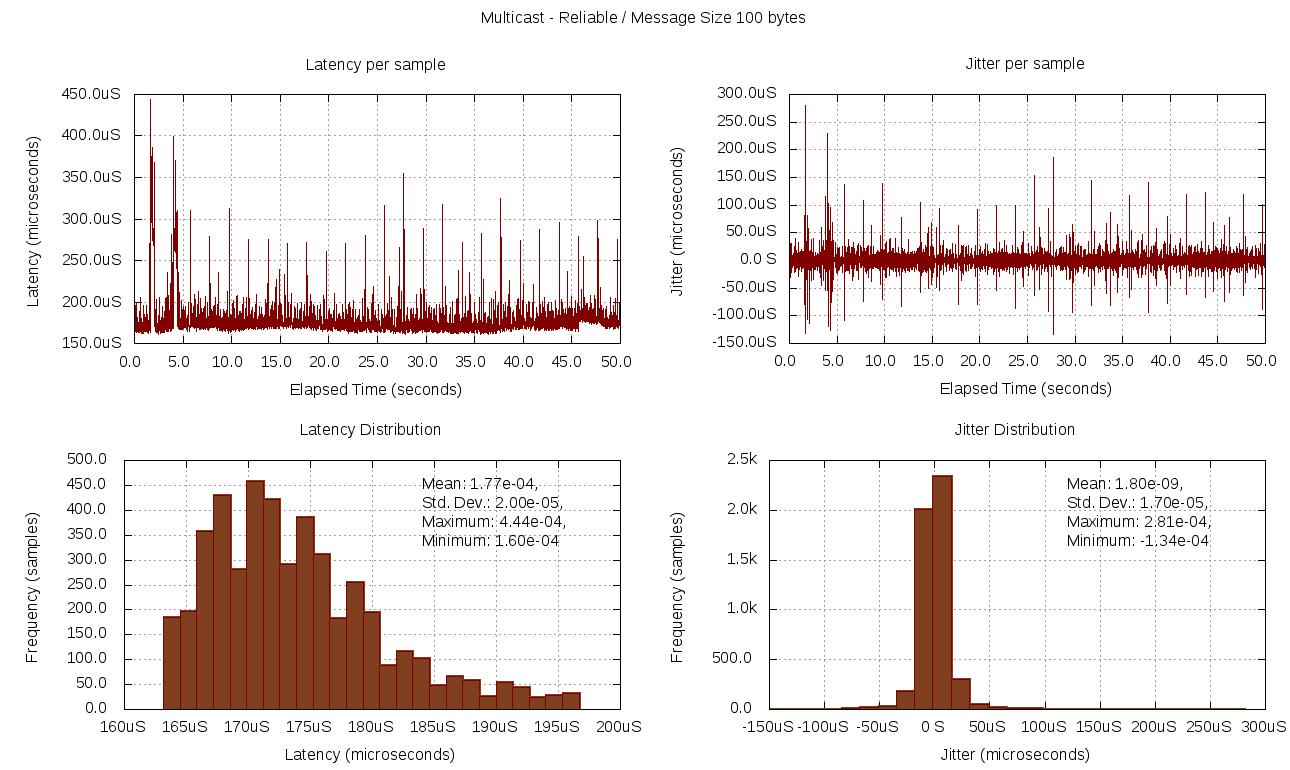 Multicast - Reliable / Message Size 100 bytes
Latency per sample
Latency (microseconds)
450.0uS
400.0uS
350.0uS
300.0uS
250.0uS
200.0uS
150.0uS
0.0 5.0 10.0 15.0 20.0 25.0 30.0 35.0 40.0 45.0 50.0
Elapsed Time (seconds)
Jitter per sample
Jitter (microseconds)
300.0uS
250.0uS
200.0uS
150.0uS
100.0uS
50.0uS
0.0 S
-50.0uS
-100.0uS
-150.0uS
0.0 5.0 10.0 15.0 20.0 25.0 30.0 35.0 40.0 45.0 50.0
Elapsed Time (seconds)
Latency Distribution
Frequency (samples)
500.0
450.0
400.0
350.0
300.0
250.0
200.0
150.0
100.0
50.0
0.0
Mean: 1.77e-04,
Std. Dev.: 2.00e-05,
Maximum: 4.44e-04,
Minimum: 1.60e-04
160uS 165uS 170uS 175uS 180uS 185uS 190uS 195uS 200uS
Latency (microseconds)
Jitter Distribution
Frequency (samples)
2.5k
2.0k
1.5k
1.0k
500.0
0.0
Mean: 1.80e-09,
Std. Dev.: 1.70e-05,
Maximum: 2.81e-04,
Minimum: -1.34e-04
-150uS -100uS -50uS 0 S 50uS 100uS 150uS 200uS 250uS 300uS
Jitter (microseconds)